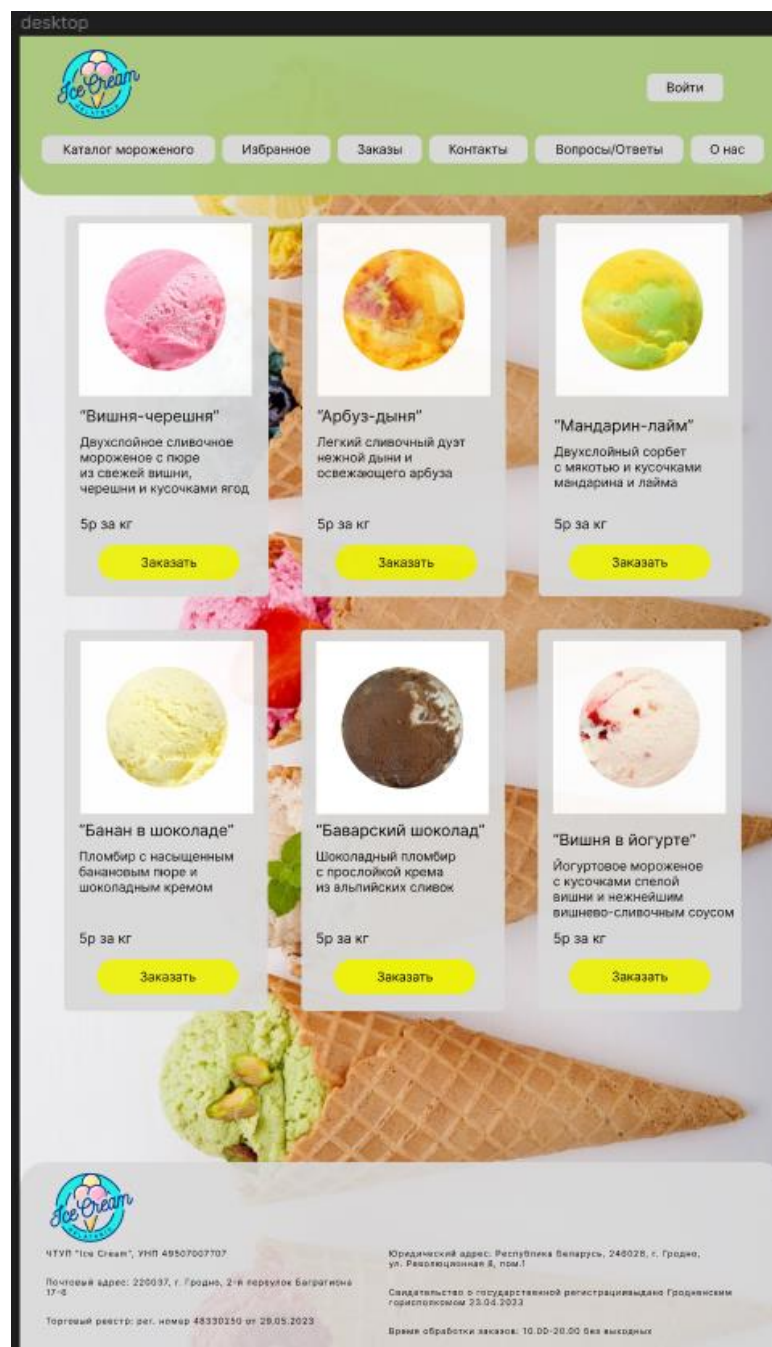 desktop
Ice Cream
GELATERIA
Войти
Каталог мороженого
Избранное
Заказы
Контакты
Вопросы/Ответы
О нас
"Вишня-черешня"
Двухслойное сливочное
мороженое с пюре
из свежей вишни,
черешни и кусочками ягод
5р за кг
Заказать
"Арбуз-дыня"
Легкий сливочный дуэт
нежной дыни и
освежающего арбуза
5р за кг
Заказать
"Мандарин-лайм"
Двухслойный сорбет
с мякотью и кусочками
мандарина и лайма
5р за кг
Заказать
"Банан в шоколаде"
Пломбир с насыщенным
банановым пюре и
шоколадным кремом
5р за кг
Заказать
"Баварский шоколад"
Шоколадный пломбир
с прослойкой крема
из альпийских сливок
5р за кг
Заказать
"Вишня в йогурте"
Йогуртовое мороженое
с кусочками спелой
вишни и нежнейшим
вишнево-сливочным соусом
5р за кг
Заказать
Ice Cream
GELATERIA
ЧТУП "Ice Cream", УНП 49507007707
Почтовый адрес: 220037, г. Гродно, 2-й переулок Багратиона
17-6
Торговый реестр: рег. номер 48330250 от 29.05.2023
Юридический адрес: Республика Беларусь, 246028, г. Гродно,
ул. Революционная 8, пом.1
Свидетельство о государственной регистрациивыдано Гродненским
горисполкомом 23.04.2023
Время обработки заказов: 10.00-20.00 без выходных